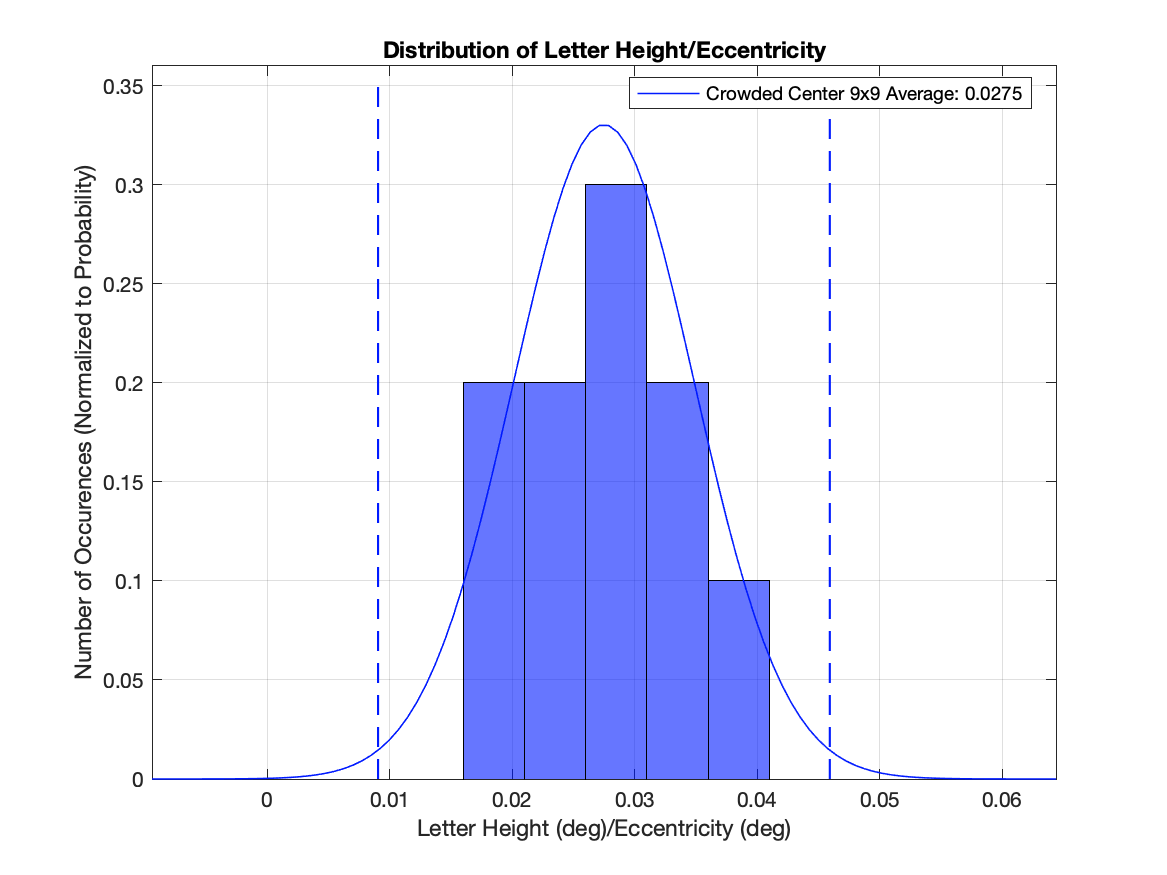 Distribution of Letter Height/Eccentricity
Crowded Center 9x9 Average: 0.0275
Number of Occurences (Normalized to Probability)
0.35
0.3
0.25
0.2
0.15
0.1
0.05
0
0 0.01 0.02 0.03 0.04 0.05 0.06
Letter Height (deg)/Eccentricity (deg)